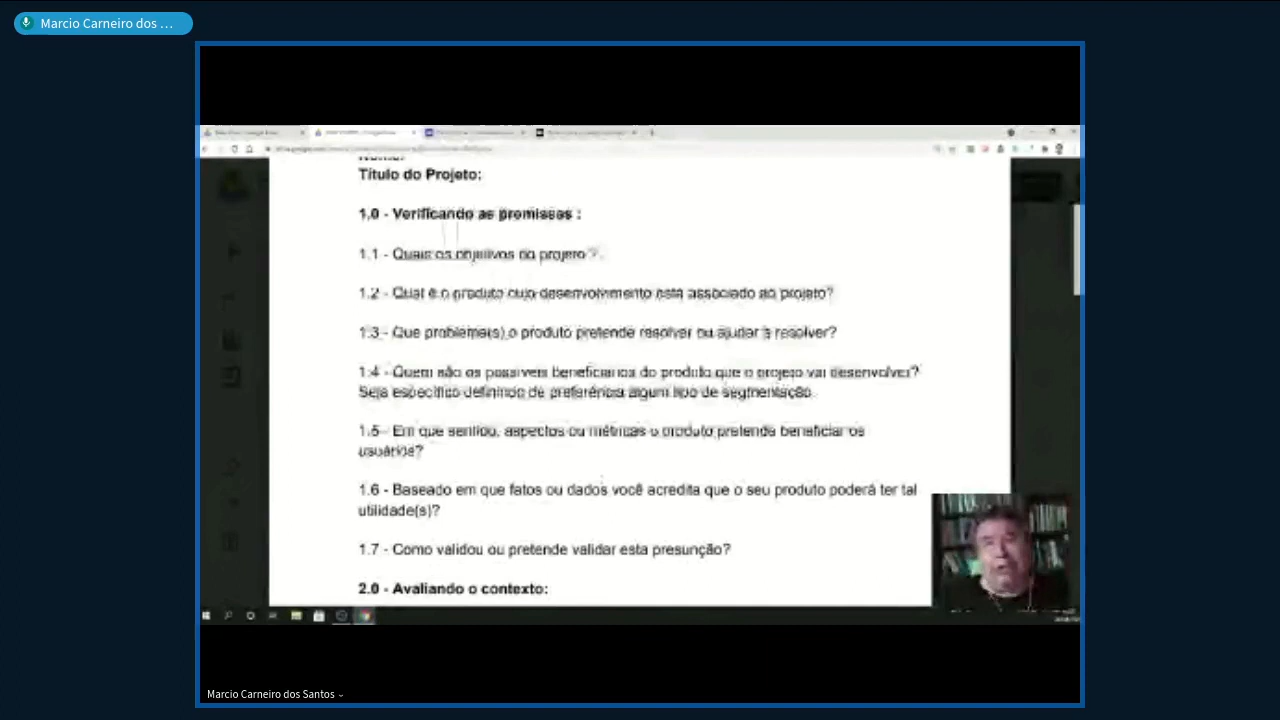 Marcio Carneiro dos ...
Título do Projeto:
1.0 - Verificando as premissas :
1.1 - Quais os objetivos do projeto ?
1.2 - Qual é o produto cujo desenvolvimento está associado ao projeto?
1.3 - Que problema(s) o produto pretende resolver ou ajudar a resolver?
1.4 - Quem são os possíveis beneficiários do produto que o projeto vai desenvolver?
Seja específico definindo de preferência algum tipo de segmentação.
1.5 - Em que sentido, aspectos ou métricas o produto pretende beneficiar os
usuários?
1.6 - Baseado em que fatos ou dados você acredita que o seu produto poderá ter tal
utilidade(s)?
1.7 - Como validou ou pretende validar esta presunção?
2.0 - Avaliando o contexto:
Marcio Carneiro dos Santos